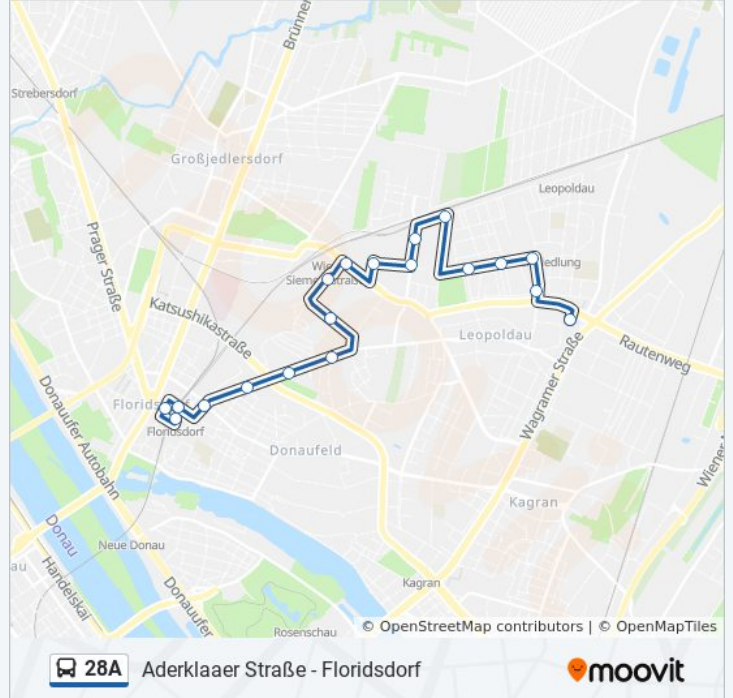 Brünner
Strebersdorf
Großjedlersdorf
Leopoldau
Prager Straße
Siedlung
Katsushikastraße
Leopoldau
Rautenweg
Wagramer Straße
Floridsdorf
Floridsdorf
Donauufer Autobahn
Donaufeld
Kagran
Donau
Neue Donau
Handelskai
Donauufer
Kagran
Rosenschau
© OpenStreetMap contributors | © OpenMapTiles
28A Aderklaaer Straße - Floridsdorf
moovit